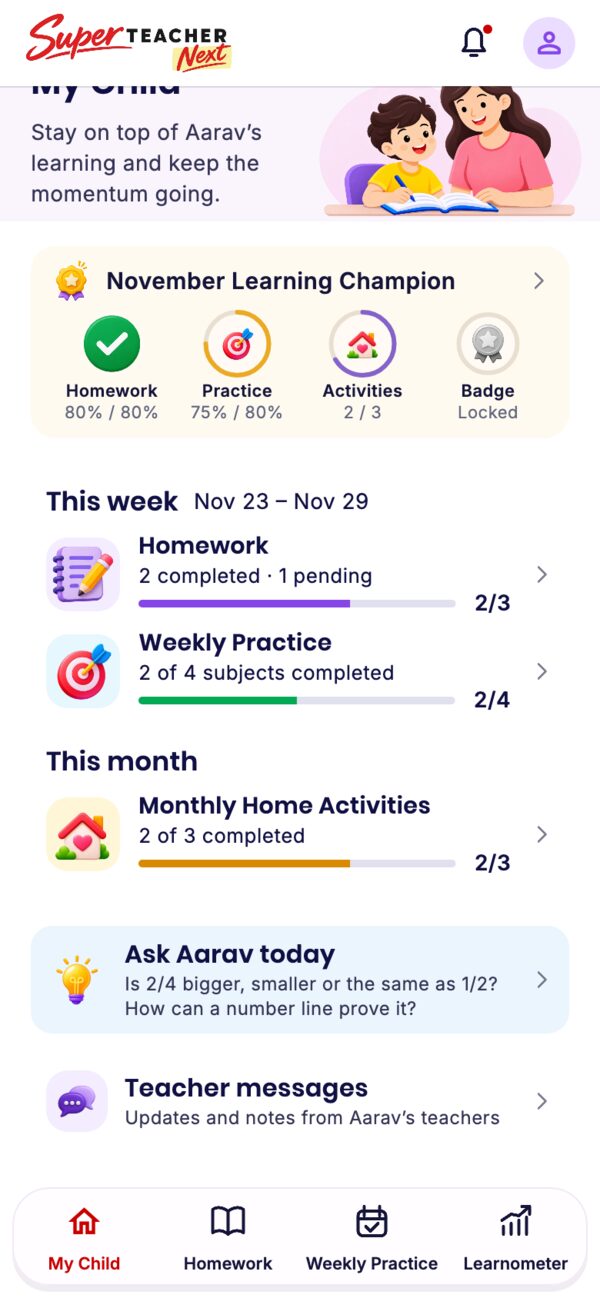 Super TEACHER
Next
My Child
Stay on top of Aarav’s
learning and keep the
momentum going.
November Learning Champion
Homework
80% / 80%
Practice
75% / 80%
Activities
2 / 3
Badge
Locked
This week Nov 23 – Nov 29
Homework
2 completed · 1 pending
2/3
Weekly Practice
2 of 4 subjects completed
2/4
This month
Monthly Home Activities
2 of 3 completed
2/3
Ask Aarav today
Is 2/4 bigger, smaller or the same as 1/2?
How can a number line prove it?
Teacher messages
Updates and notes from Aarav’s teachers
My Child
Homework
Weekly Practice
Learnometer